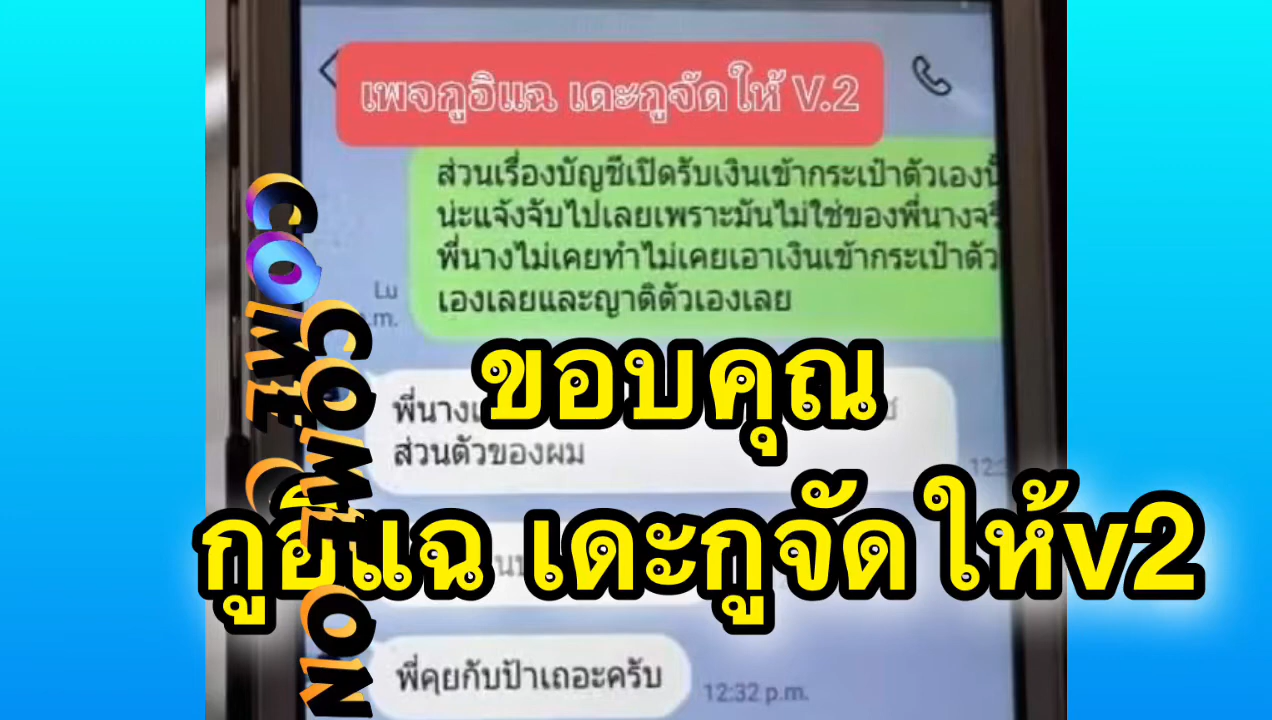 เพจกูอิแฉ เดะกูจัดให้ V.2
ส่วนเรื่องบัญชีเปิดรับเงินเข้ากระเป๋าตัวเอง
น่ะแจ้งจับไปเลยเพราะมันไม่ใช่ของพี่นาง
พี่นางไม่เคยทำไม่เคยเอาเงินเข้ากระเป๋าตัว
เองเลยและญาติตัวเองเลย
ขอบคุณ
พี่นาง
ส่วนตัวของผม
กูอิแฉ เดะกูจัดให้v2
พี่คุยกับป้าเถอะครับ
12:32 p.m.
COME
COME ON